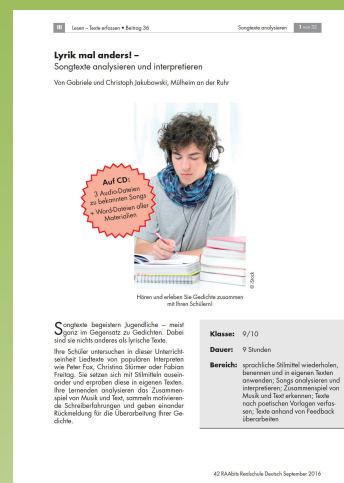 III
Lesen – Texte erfassen • Beitrag 36
Songtexte analysieren
1 von 32
Lyrik mal anders! –
Songtexte analysieren und interpretieren
Von Gabriele und Christoph Jakubowski, Mülheim an der Ruhr
Auf CD:
3 Audio-Dateien
zu bekannten Songs
+ Word-Dateien aller
Materialien
© iStock
Hören und erleben Sie Gedichte zusammen
mit Ihren Schülern!
Songtexte begeistern Jugendliche – meist
ganz im Gegensatz zu Gedichten. Dabei
sind sie nichts anderes als lyrische Texte.
Ihre Schüler untersuchen in dieser Unterricht-
seinheit Liedtexte von populären Interpreten
wie Peter Fox, Christina Stürmer oder Fabian
Freitag. Sie setzen sich mit Stilmitteln ausein-
ander und erproben diese in eigenen Texten.
Ihre Lernenden analysieren das Zusammen-
spiel von Musik und Text, sammeln motivieren-
de Schreiberfahrungen und geben einander
Rückmeldung für die Überarbeitung ihrer Ge-
dichte.
Klasse: 9/10
Dauer: 9 Stunden
Bereich: sprachliche Stilmittel wiederholen,
benennen und in eigenen Texten
anwenden; Songs analysieren und
interpretieren; Zusammenspiel von
Musik und Text erkennen; Texte
nach poetischen Vorlagen verfas-
sen; Texte anhand von Feedback
überarbeiten
42 RAAbits Realschule Deutsch September 2016